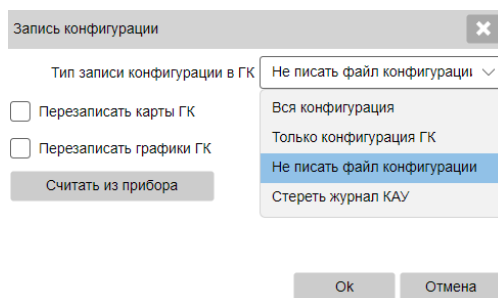 Запись конфигурации
Тип записи конфигурации в ГК Не писать файл конфигураци
Перезаписать карты ГК
Вся конфигурация
Только конфигурация ГК
Перезаписать графики ГК
Не писать файл конфигурации
Считать из прибора
Стереть журнал КАУ
Ok Отмена